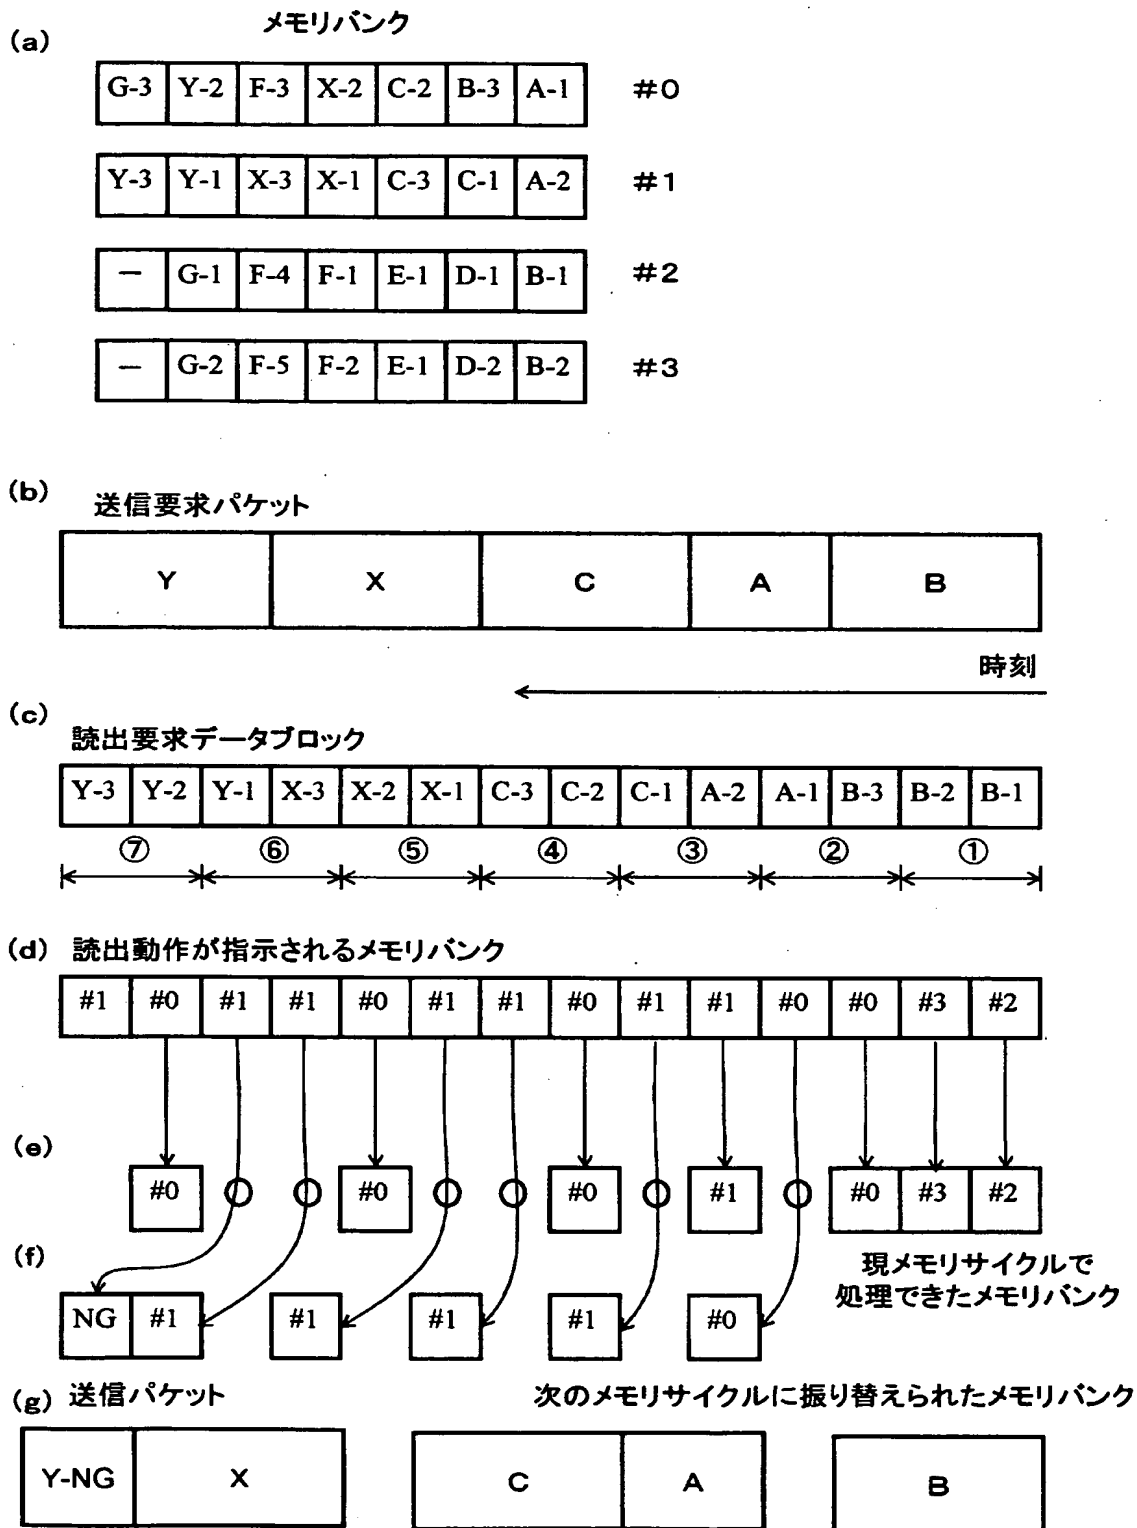 (a) メモリバンク
G-3 Y-2 F-3 X-2 C-2 B-3 A-1 #0
Y-3 Y-1 X-3 X-1 C-3 C-1 A-2 #1
— G-1 F-4 F-1 E-1 D-1 B-1 #2
— G-2 F-5 F-2 E-1 D-2 B-2 #3
(b) 送信要求パケット
Y X C A B
時刻
(c) 読出要求データブロック
Y-3 Y-2 Y-1 X-3 X-2 X-1 C-3 C-2 C-1 A-2 A-1 B-3 B-2 B-1
⑦ ⑥ ⑤ ④ ③ ② ①
(d) 読出動作が指示されるメモリバンク
#1 #0 #1 #1 #0 #1 #1 #0 #1 #1 #0 #0 #3 #2
(e)
#0 #0 #0 #1 #0 #3 #2
(f)
現メモリサイクルで
処理できたメモリバンク
NG #1 #1 #1 #1 #0
(g) 送信パケット 次のメモリサイクルに振り替えられたメモリバンク
Y-NG X C A B